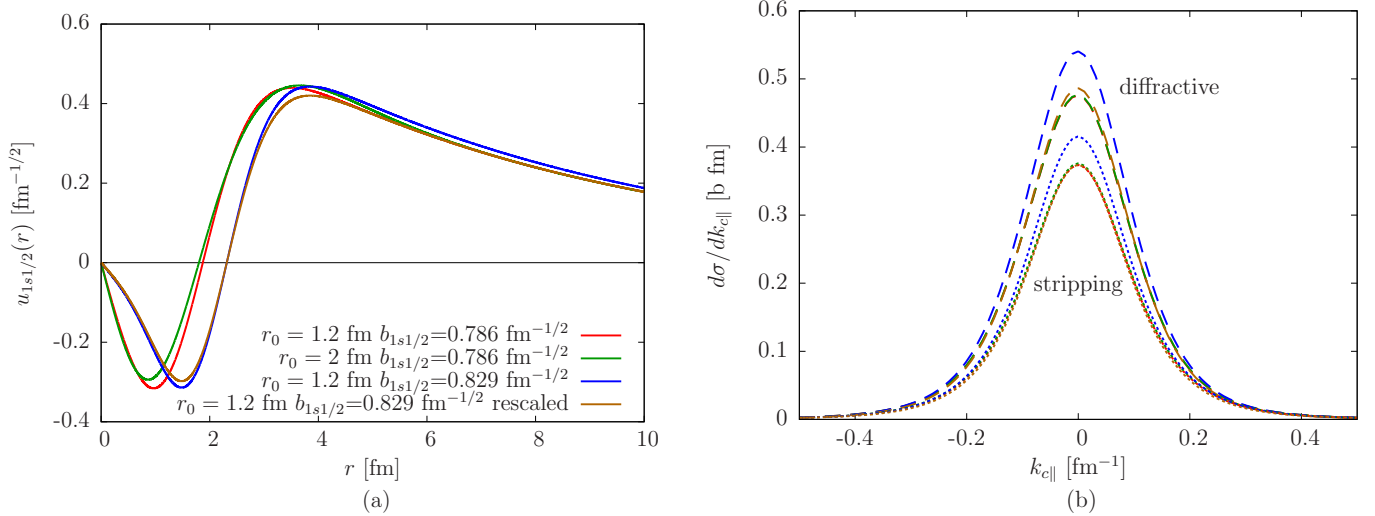 0.6
0.4
0.2
0
-0.2
-0.4
u1s1/2(r) [fm−1/2]
r0 = 1.2 fm b1s1/2=0.786 fm−1/2
r0 = 2 fm b1s1/2=0.786 fm−1/2
r0 = 1.2 fm b1s1/2=0.829 fm−1/2
r0 = 1.2 fm b1s1/2=0.829 fm−1/2 rescaled
0 2 4 6 8 10
r [fm]
(a)
0.6
0.5
0.4
0.3
0.2
0.1
0
dσ/dkc∥ [b fm]
diffractive
stripping
-0.4 -0.2 0 0.2 0.4
kc∥ [fm−1]
(b)